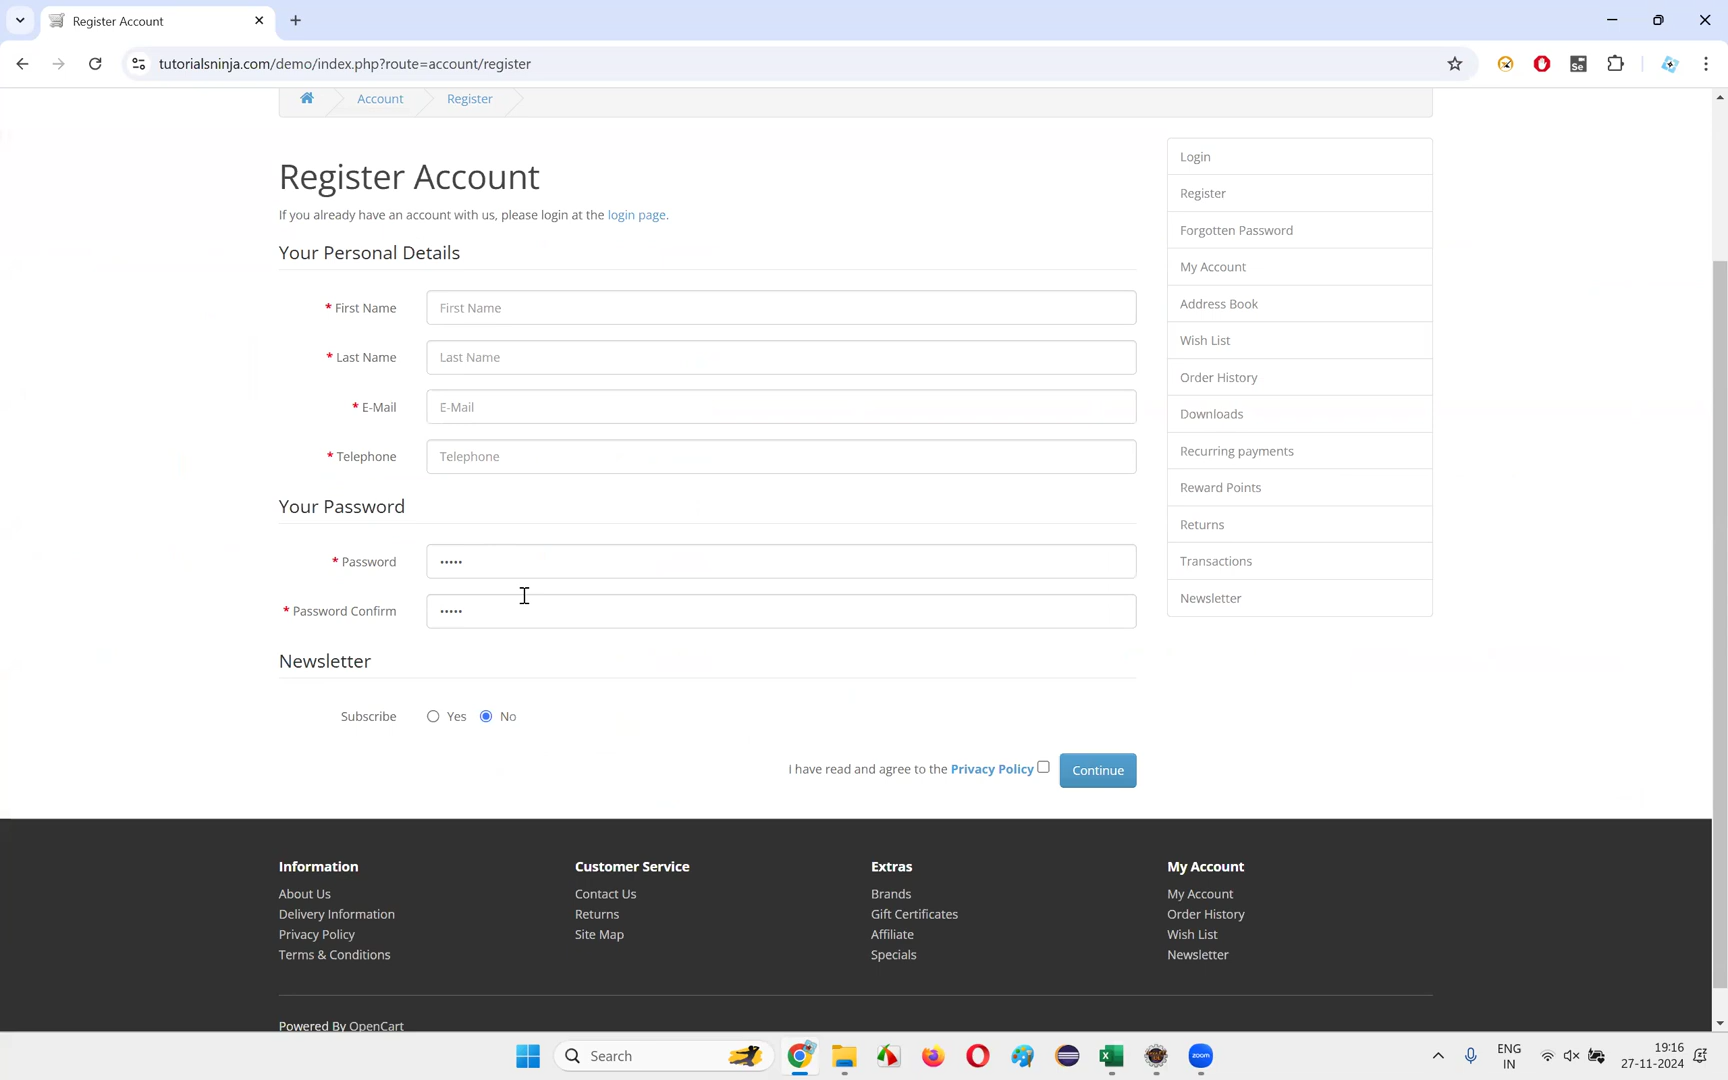 Register Account
tutorialsninja.com/demo/index.php?route=account/register
Account
Register
Register Account
If you already have an account with us, please login at the login page.
Your Personal Details
* First Name First Name
* Last Name Last Name
* E-Mail E-Mail
* Telephone Telephone
Your Password
* Password •••••
* Password Confirm •••••
Newsletter
Subscribe Yes No
I have read and agree to the Privacy Policy Continue
Login
Register
Forgotten Password
My Account
Address Book
Wish List
Order History
Downloads
Recurring payments
Reward Points
Returns
Transactions
Newsletter
Information
About Us
Delivery Information
Privacy Policy
Terms & Conditions
Customer Service
Contact Us
Returns
Site Map
Extras
Brands
Gift Certificates
Affiliate
Specials
My Account
My Account
Order History
Wish List
Newsletter
Powered By OpenCart
Search
zoom
ENG
IN
19:16
27-11-2024